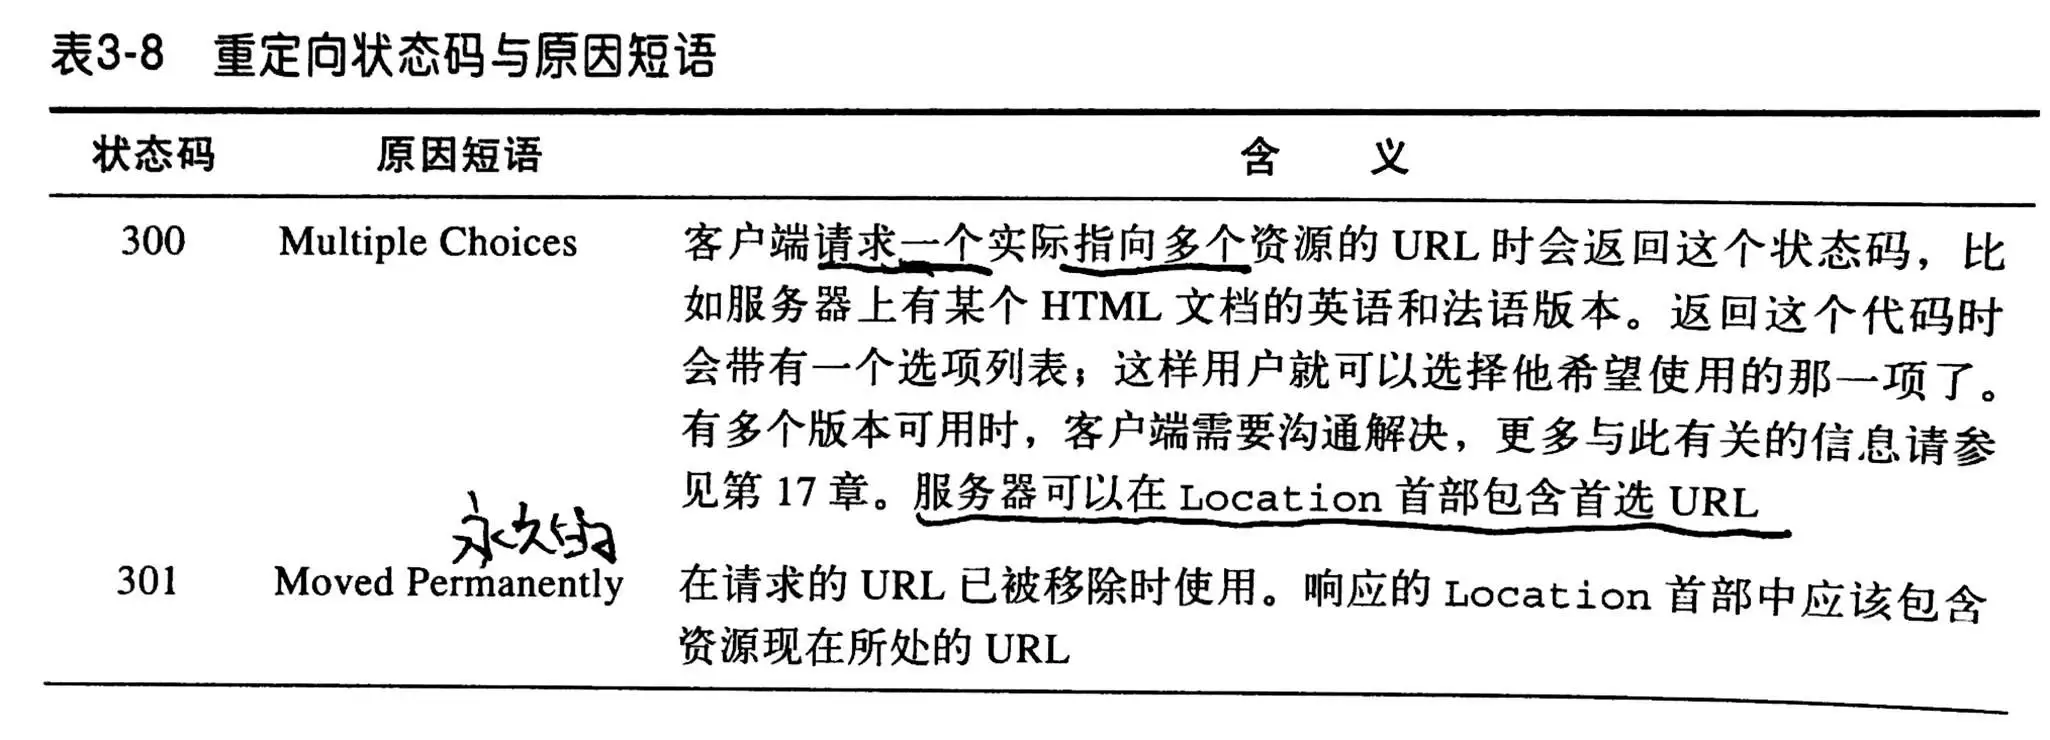 表3-8 重定向状态码与原因短语
状态码 原因短语 含 义
300 Multiple Choices 客户端请求一个实际指向多个资源的 URL 时会返回这个状态码，比
如服务器上有某个 HTML 文档的英语和法语版本。返回这个代码时
会带有一个选项列表；这样用户就可以选择他希望使用的那一项了。
有多个版本可用时，客户端需要沟通解决，更多与此有关的信息请参
见第 17 章。服务器可以在 Location 首部包含首选 URL
永久的
301 Moved Permanently 在请求的 URL 已被移除时使用。响应的 Location 首部中应该包含
资源现在所处的 URL